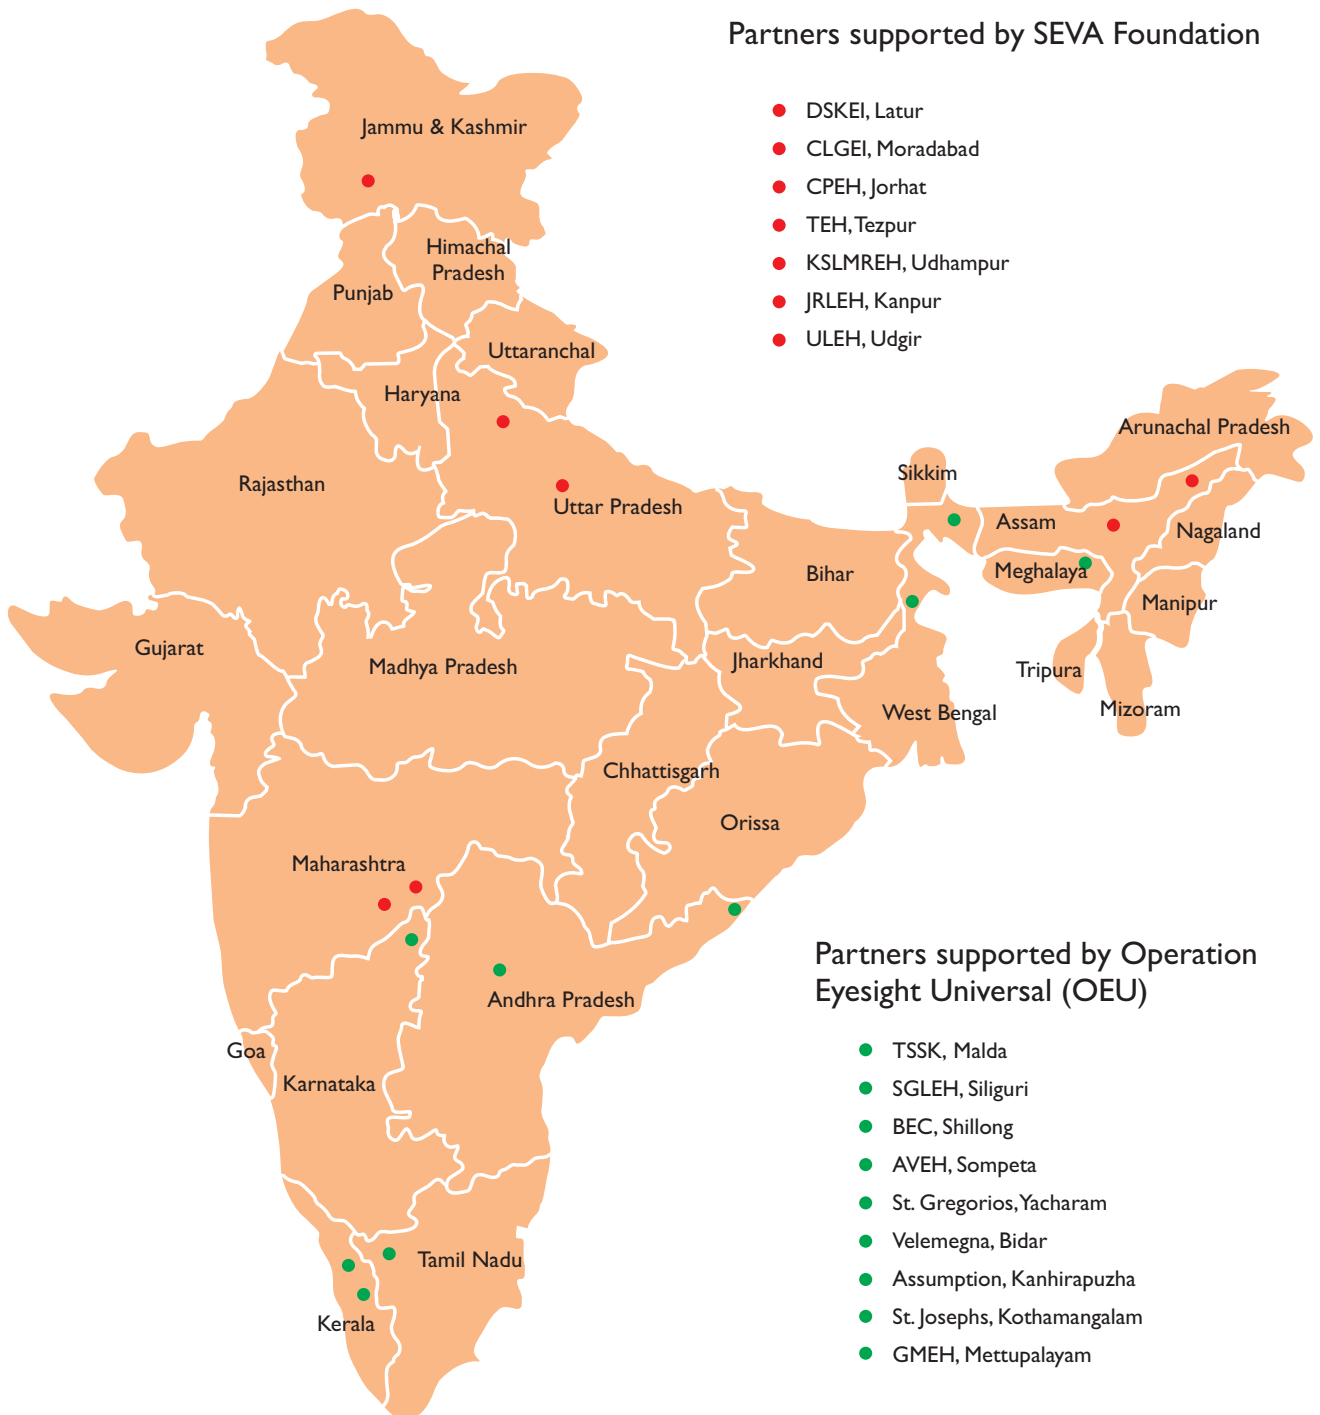 Partners supported by SEVA Foundation
DSKEI, Latur
CLGEI, Moradabad
CPEH, Jorhat
TEH, Tezpur
KSLMREH, Udhampur
JRLEH, Kanpur
ULEH, Udgir
Jammu & Kashmir
Himachal
Pradesh
Punjab
Uttaranchal
Haryana
Rajasthan
Uttar Pradesh
Arunachal Pradesh
Sikkim
Assam
Nagaland
Bihar
Meghalaya
Manipur
Gujarat
Madhya Pradesh
Jharkhand
Tripura
West Bengal
Mizoram
Chhattisgarh
Orissa
Maharashtra
Andhra Pradesh
Goa
Karnataka
Tamil Nadu
Kerala
Partners supported by Operation
Eyesight Universal (OEU)
TSSK, Malda
SGLEH, Siliguri
BEC, Shillong
AVEH, Sompeta
St. Gregorios, Yacharam
Velemegna, Bidar
Assumption, Kanhirapuzha
St. Josephs, Kothamangalam
GMEH, Mettupalayam